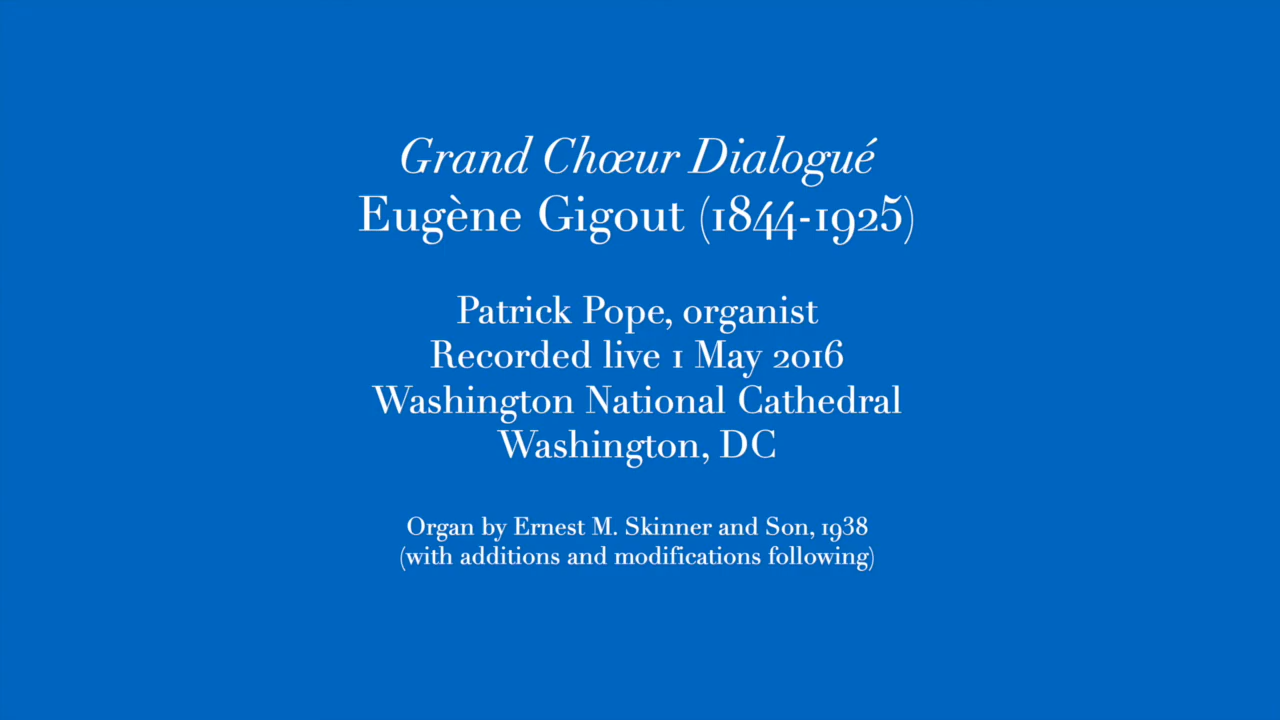 Grand Chœur Dialogué
Eugène Gigout (1844-1925)
Patrick Pope, organist
Recorded live 1 May 2016
Washington National Cathedral
Washington, DC
Organ by Ernest M. Skinner and Son, 1938
(with additions and modifications following)